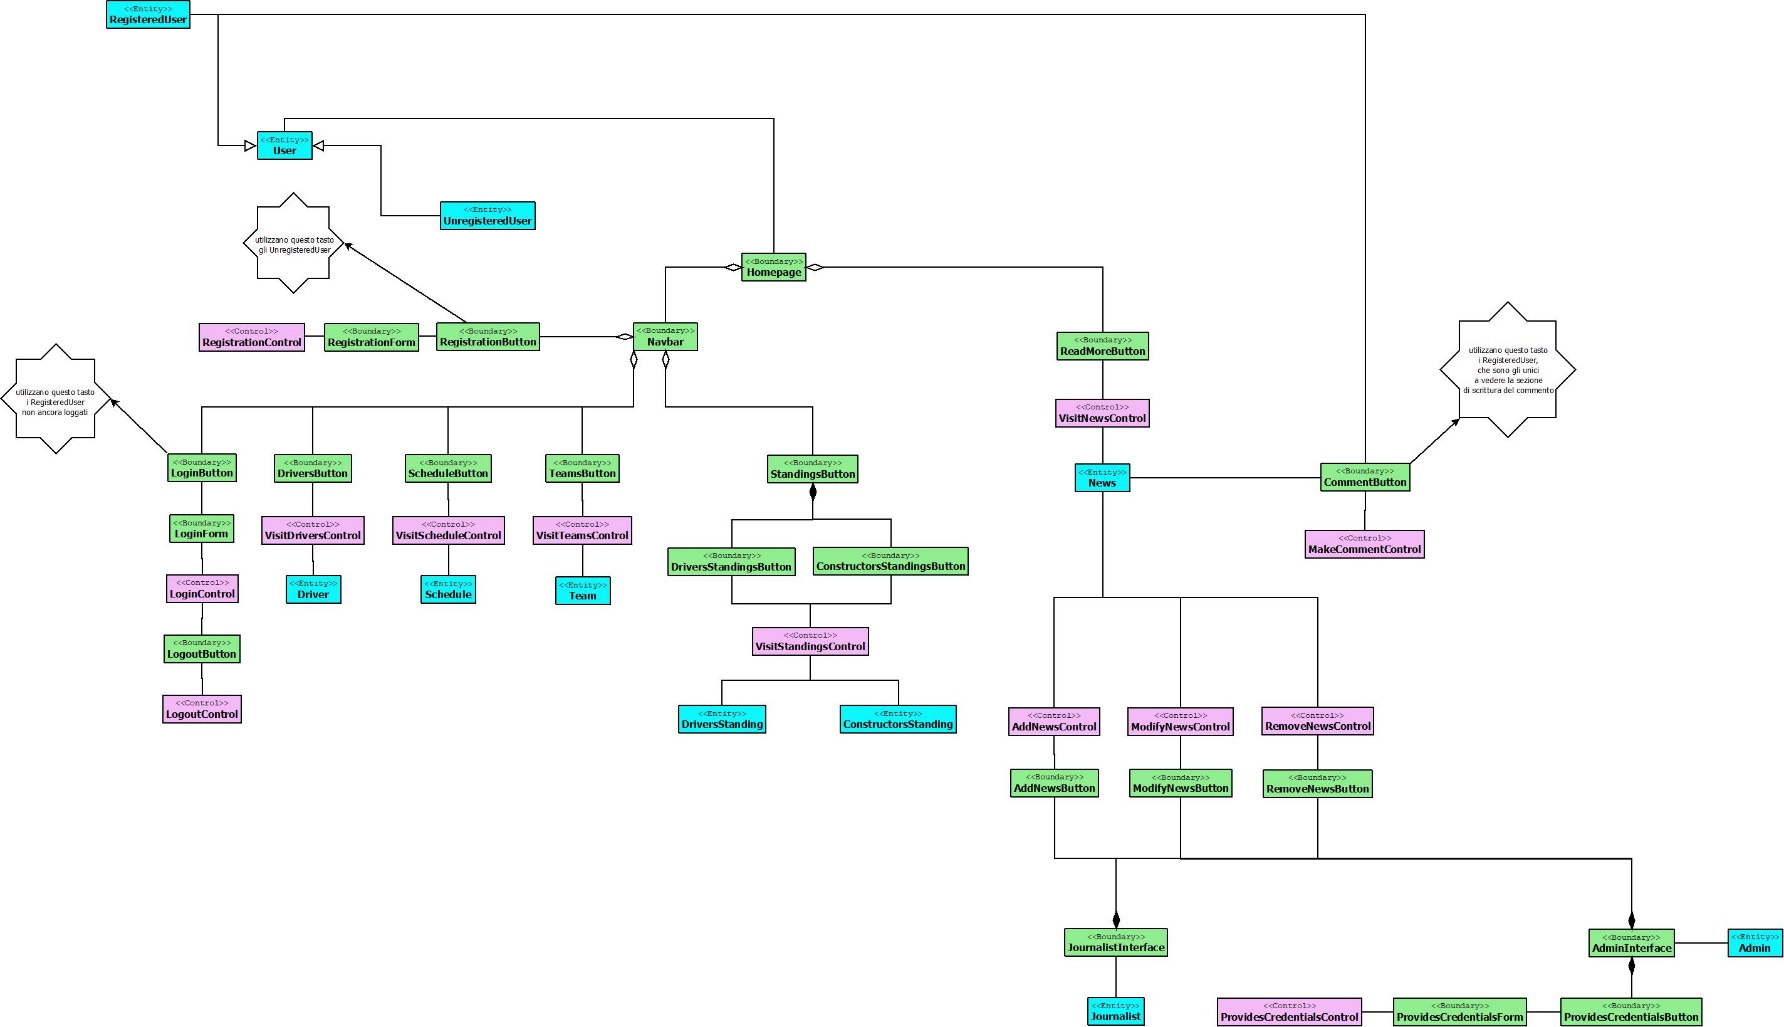 <<Entity>>
RegisteredUser
<<Entity>>
User
<<Entity>>
UnregisteredUser
utilizzano questo tasto
gli UnregisteredUser
<<Boundary>>
Homepage
<<Control>>
RegistrationControl
<<Boundary>>
RegistrationForm
<<Boundary>>
RegistrationButton
<<Boundary>>
Navbar
<<Boundary>>
ReadMoreButton
utilizzano questo tasto
i RegisteredUser,
che sono gli unici
a vedere la sezione
di scrittura del commento
utilizzano questo tasto
i RegisteredUser
non ancora loggati
<<Control>>
VisitNewsControl
<<Boundary>>
LoginButton
<<Boundary>>
DriversButton
<<Boundary>>
ScheduleButton
<<Boundary>>
TeamsButton
<<Boundary>>
StandingsButton
<<Entity>>
News
<<Boundary>>
CommentButton
<<Boundary>>
LoginForm
<<Control>>
VisitDriversControl
<<Control>>
VisitScheduleControl
<<Control>>
VisitTeamsControl
<<Control>>
MakeCommentControl
<<Boundary>>
DriversStandingsButton
<<Boundary>>
ConstructorsStandingsButton
<<Control>>
LoginControl
<<Entity>>
Driver
<<Entity>>
Schedule
<<Entity>>
Team
<<Boundary>>
LogoutButton
<<Control>>
VisitStandingsControl
<<Control>>
LogoutControl
<<Entity>>
DriversStanding
<<Entity>>
ConstructorsStanding
<<Control>>
AddNewsControl
<<Control>>
ModifyNewsControl
<<Control>>
RemoveNewsControl
<<Boundary>>
AddNewsButton
<<Boundary>>
ModifyNewsButton
<<Boundary>>
RemoveNewsButton
<<Boundary>>
JournalistInterface
<<Boundary>>
AdminInterface
<<Entity>>
Admin
<<Entity>>
Journalist
<<Control>>
ProvidesCredentialsControl
<<Boundary>>
ProvidesCredentialsForm
<<Boundary>>
ProvidesCredentialsButton